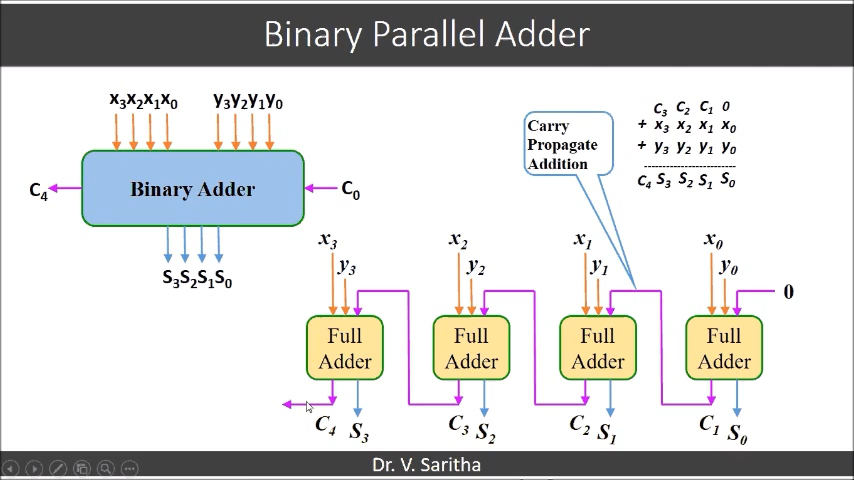 Binary Parallel Adder
x₃x₂x₁x₀ y₃y₂y₁y₀
C₄ Binary Adder C₀
S₃S₂S₁S₀
Carry
Propagate
Addition
C₃ C₂ C₁ 0
+ x₃ x₂ x₁ x₀
+ y₃ y₂ y₁ y₀
C₄ S₃ S₂ S₁ S₀
x₃ x₂ x₁ x₀
y₃ y₂ y₁ y₀
0
Full Full Full Full
Adder Adder Adder Adder
C₄ S₃ C₃ S₂ C₂ S₁ C₁ S₀
Dr. V. Saritha